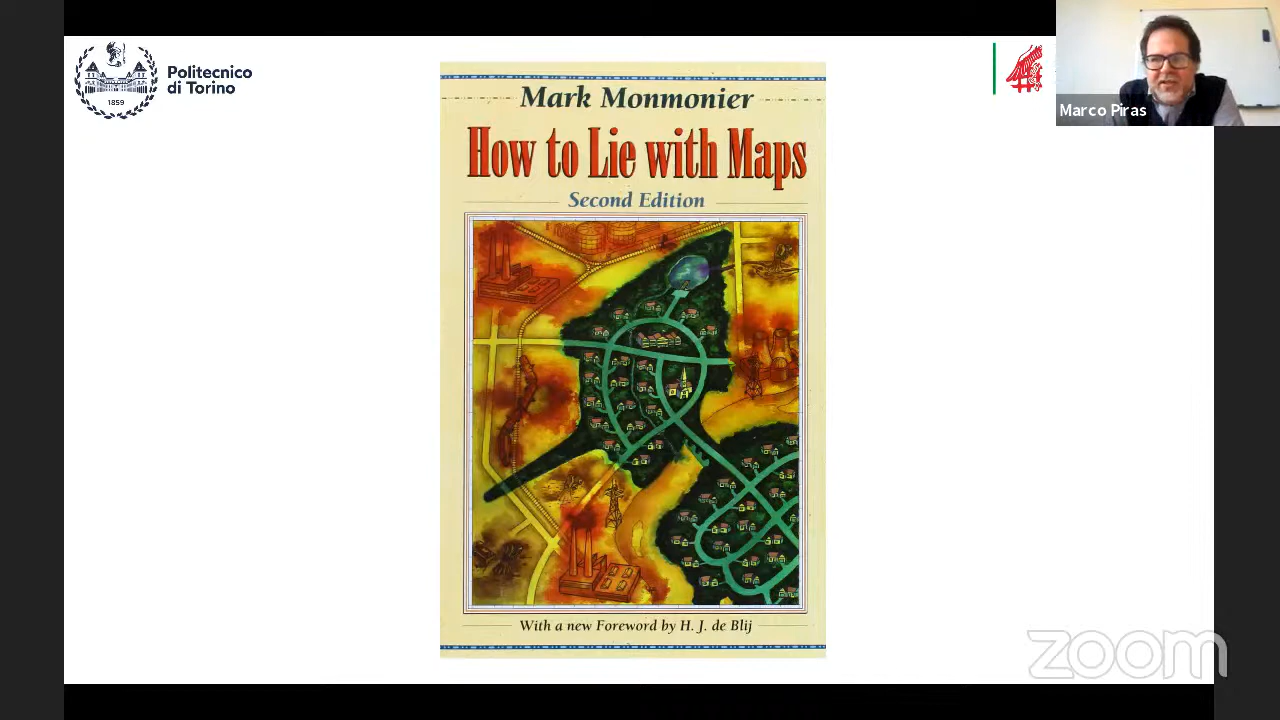 Politecnico
di Torino
1859
Marco Piras
Mark Monmonier
How to Lie with Maps
Second Edition
With a new Foreword by H. J. de Blij
zoom